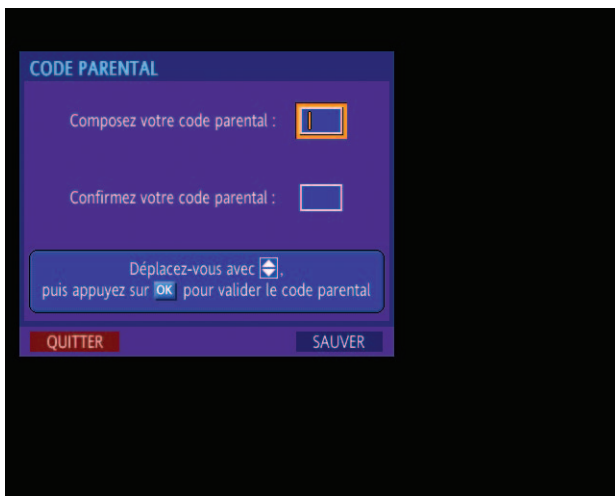 CODE PARENTAL
Composez votre code parental :
Confirmez votre code parental :
Déplacez-vous avec ,
puis appuyez sur OK pour valider le code parental
QUITTER SAUVER